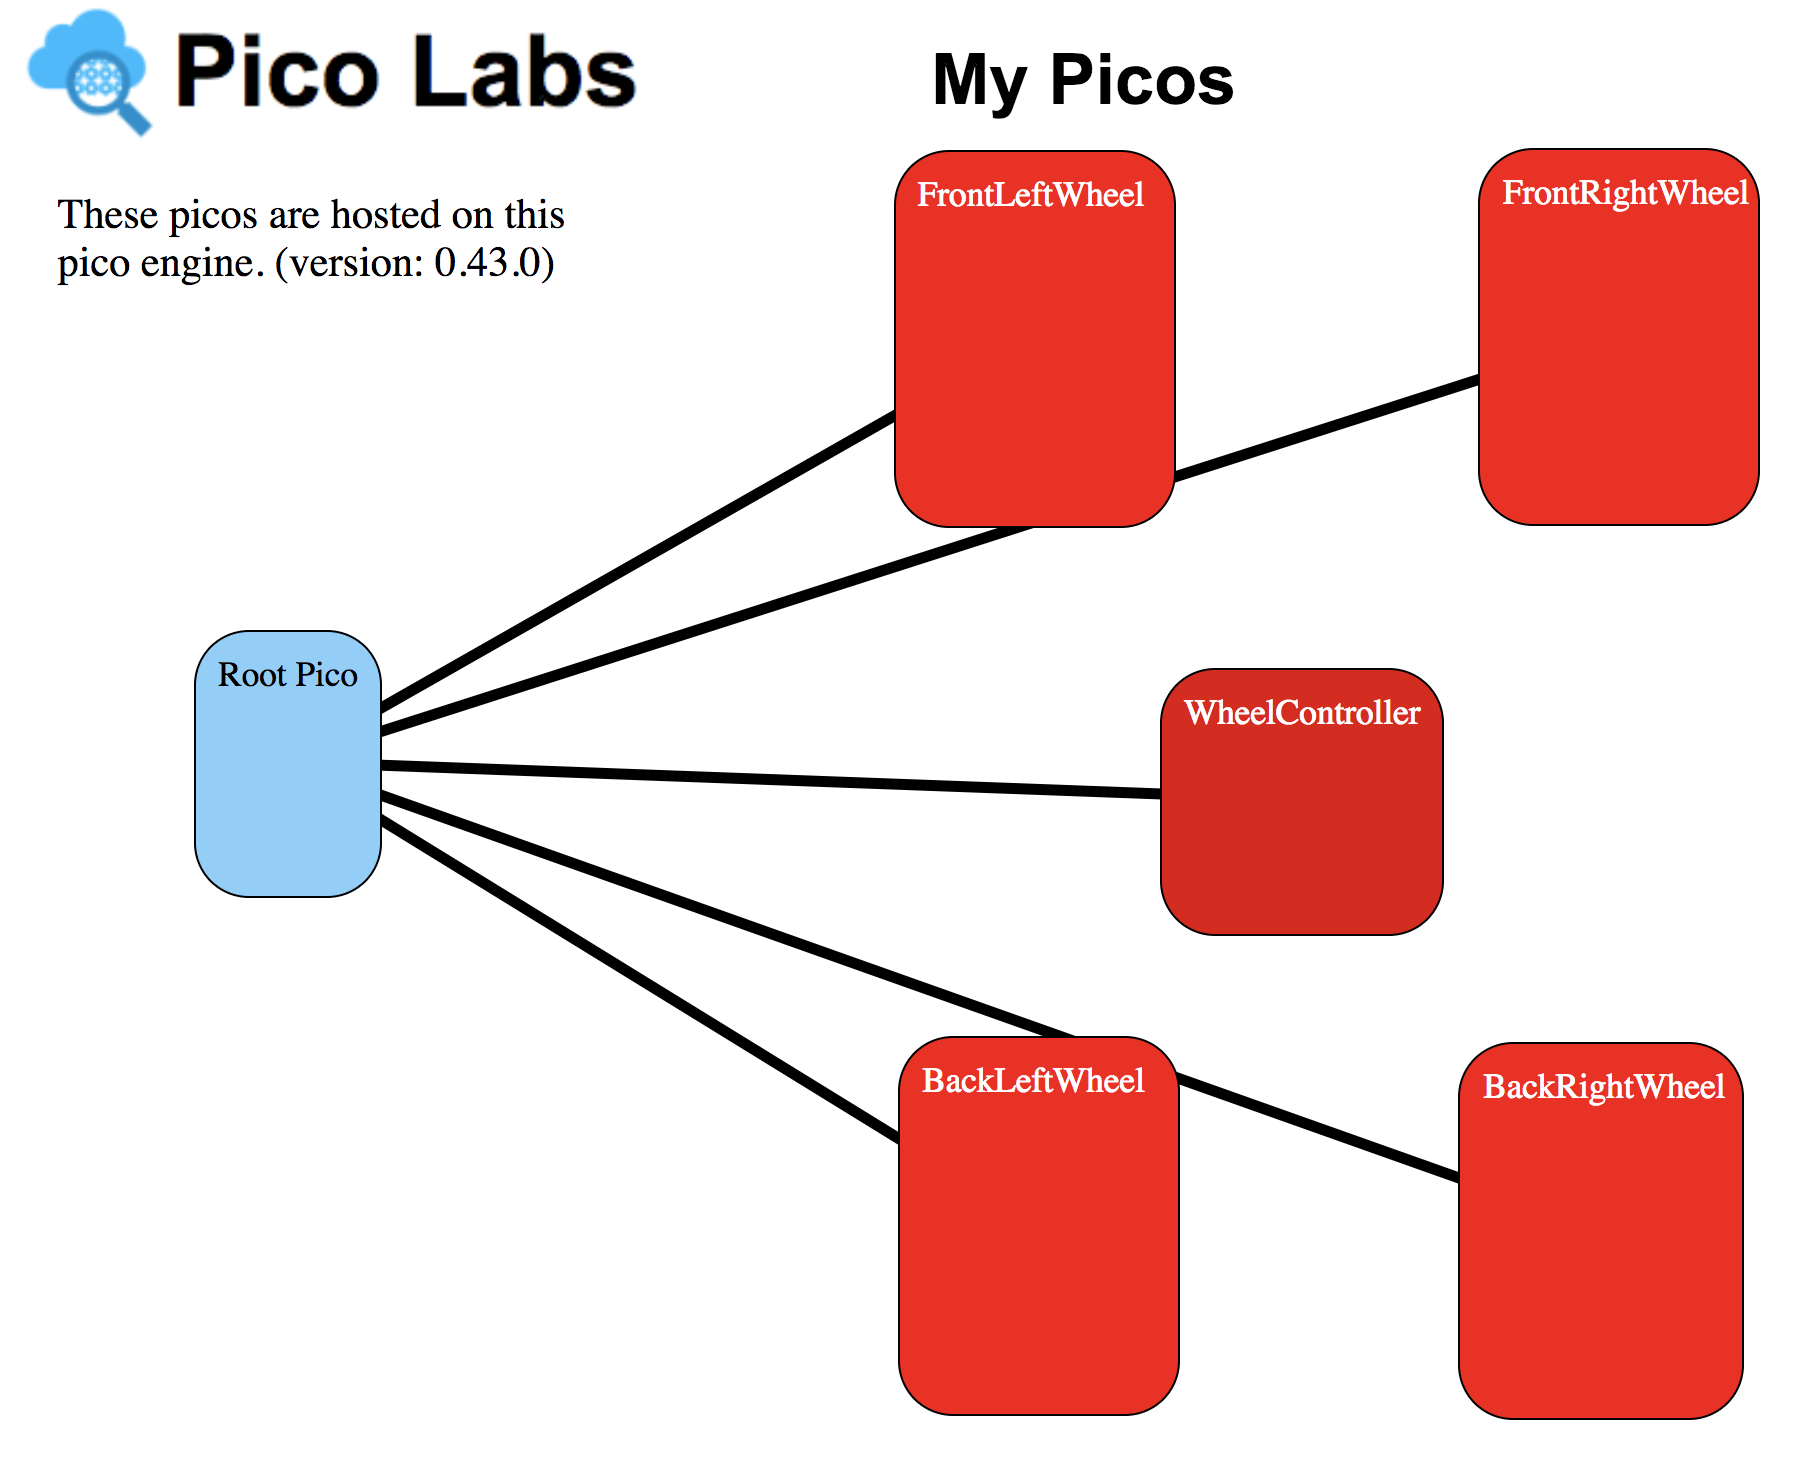 Pico Labs
My Picos
These picos are hosted on this
pico engine. (version: 0.43.0)
FrontLeftWheel
FrontRightWheel
Root Pico
WheelController
BackLeftWheel
BackRightWheel